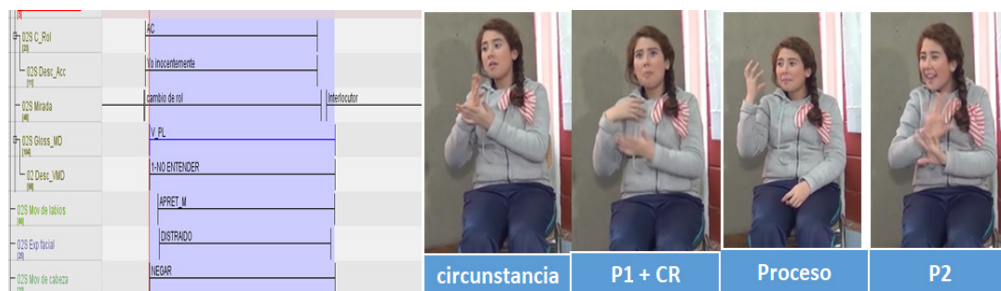 02S C_Rol
AC
02S Desc_Acc
Yo inocentemente
02S Mirada
cambio de rol
Interlocutor
02S Gloss_MD
V_PL
02 Desc_VMD
1-NO ENTENDER
02S Mov de labios
APRET_M
02S Exp facial
DISTRAIDO
02S Mov de cabeza
NEGAR
circunstancia
P1 + CR
Proceso
P2